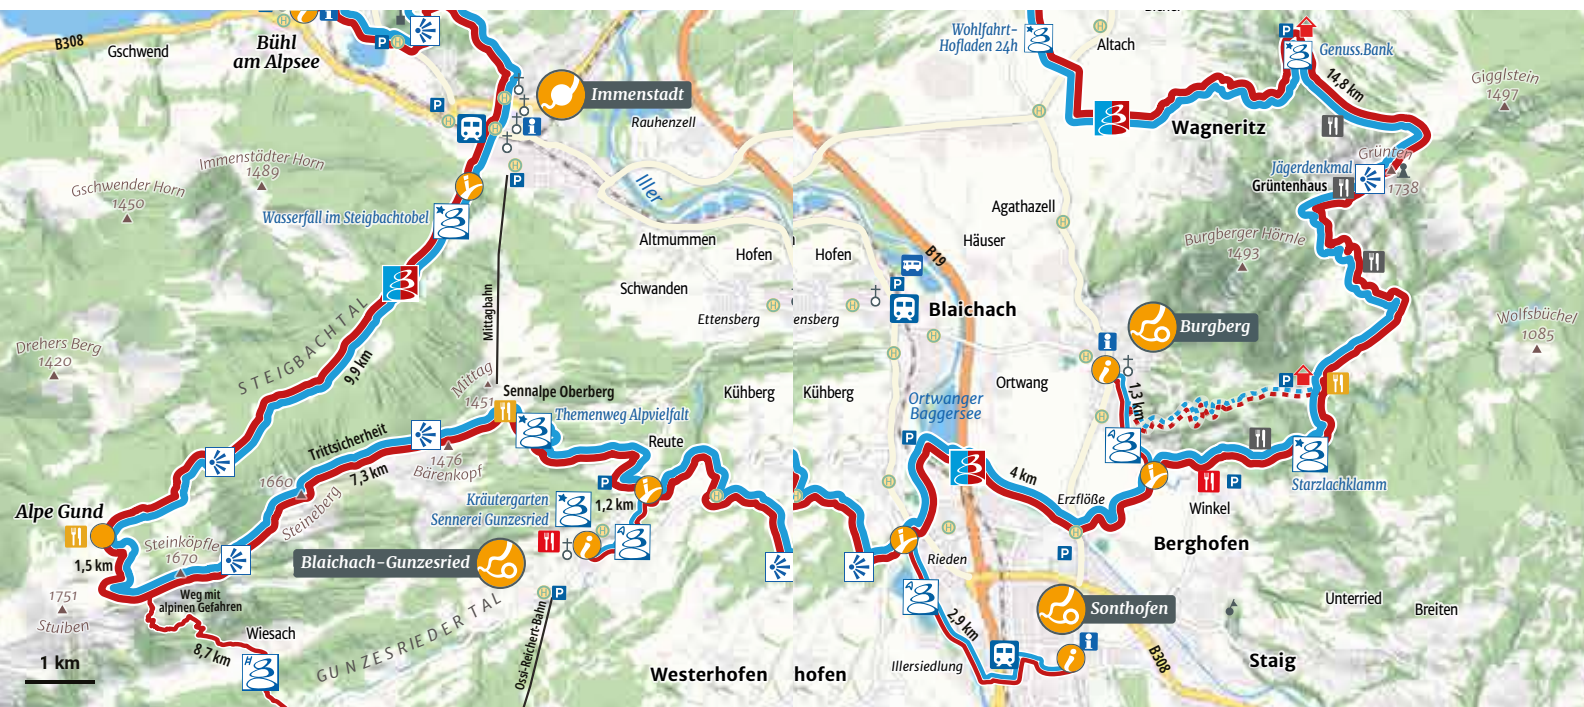 B308
Gschwend
Bühl
am Alpsee
Immenstadt
Rauhenzell
Iller
Immenstädter Horn
1489
Gschwender Horn
1450
Wasserfall im Steigbachtobel
Altmummen
Hofen
Schwanden
Ettensberg
Mittagbahn
STEIGBACHTAL
9,9 km
Drehers Berg
1420
Mittag
1451
Sennalpe Oberberg
Themenweg Alpvielfalt
Kühberg
Reute
Trittsicherheit
7,3 km
1476
Bärenkopf
1660
Steineberg
Alpe Gund
Steinköpfle
1670
1,5 km
Kräutergarten
Sennerei Gunzesried
1,2 km
Blaichach-Gunzesried
Weg mit
alpinen Gefahren
1751
Stuiben
Wiesach
8,7 km
GUNZESRIEDER TAL
Ossi-Reichert-Bahn
Westerhofen
1 km
Wohlfahrt-
Hofladen 24h
Altach
Genuss.Bank
14,8 km
Gigglstein
1497
Wagneritz
Grünten
1738
Jägerdenkmal
Grüntenhaus
Agathazell
Häuser
Burgberger Hörnle
1493
Hofen
B19
ensberg
Blaichach
Burgberg
Wolfsbüchel
1085
Kühberg
Ortwang
Ortwanger
Baggersee
1,3 km
4 km
Erzflöße
Starzlachklamm
Winkel
Berghofen
Rieden
Sonthofen
2,9 km
Illersiedlung
Unterried
Breiten
B308
Staig
hofen